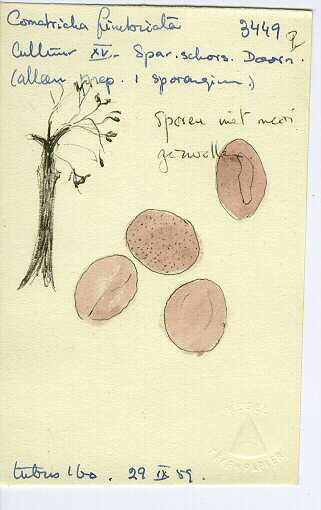 Comatricha fimbriata 3449 ♀
Cultuur XV - Spar.schors. Doorn.
(alleen prep. 1 sporangium.)
Sporen niet meer
gezwollen
tubus 160. 29 IX 59.